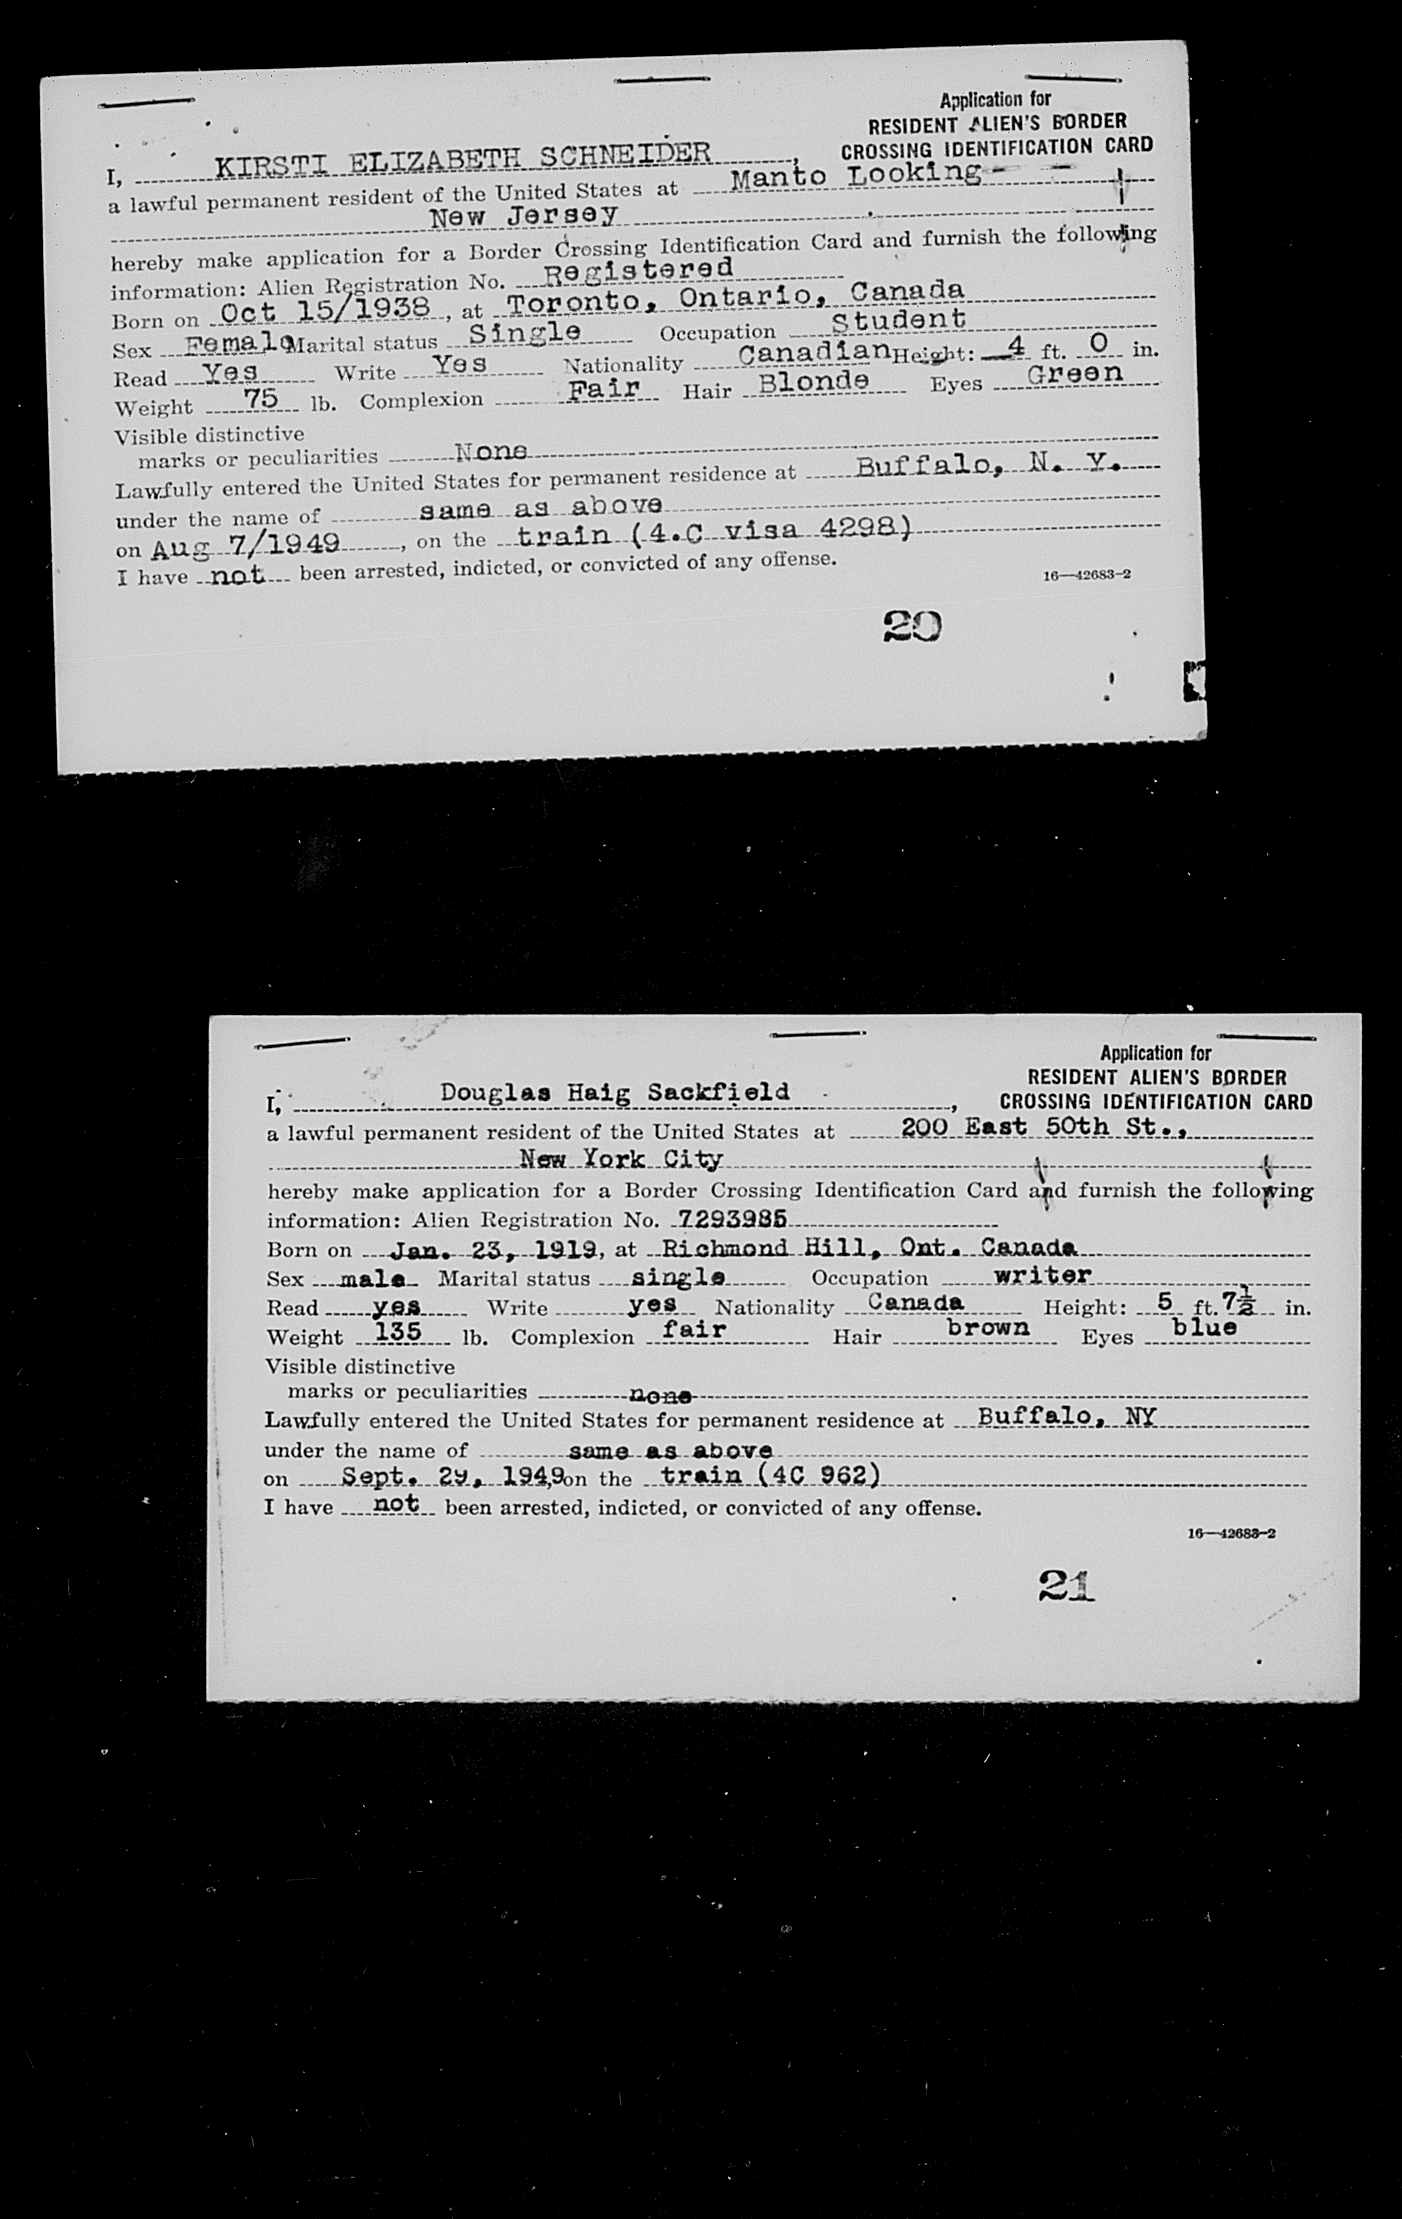 Application for
RESIDENT ALIEN'S BORDER
CROSSING IDENTIFICATION CARD
I, KIRSTI ELIZABETH SCHNEIDER,
a lawful permanent resident of the United States at Manto Looking - -
New Jersey
hereby make application for a Border Crossing Identification Card and furnish the following
information: Alien Registration No. Registered
Born on Oct 15/1938, at Toronto, Ontario, Canada
Sex Female Marital status Single Occupation Student
Read Yes Write Yes Nationality Canadian Height: 4 ft. 0 in.
Weight 75 lb. Complexion Fair Hair Blonde Eyes Green
Visible distinctive
marks or peculiarities None
Lawfully entered the United States for permanent residence at Buffalo, N. Y.
under the name of same as above
on Aug 7/1949, on the train (4.C visa 4298)
I have not been arrested, indicted, or convicted of any offense.
16—42683-2
20
Application for
RESIDENT ALIEN'S BORDER
CROSSING IDENTIFICATION CARD
I, Douglas Haig Sackfield,
a lawful permanent resident of the United States at 200 East 50th St.,
New York City
hereby make application for a Border Crossing Identification Card and furnish the following
information: Alien Registration No. 7293985
Born on Jan. 23, 1919, at Richmond Hill, Ont. Canada
Sex male Marital status single Occupation writer
Read yes Write yes Nationality Canada Height: 5 ft. 7½ in.
Weight 135 lb. Complexion fair Hair brown Eyes blue
Visible distinctive
marks or peculiarities none
Lawfully entered the United States for permanent residence at Buffalo, NY
under the name of same as above
on Sept. 29, 1949, on the train (4C 962)
I have not been arrested, indicted, or convicted of any offense.
16—42683-2
21